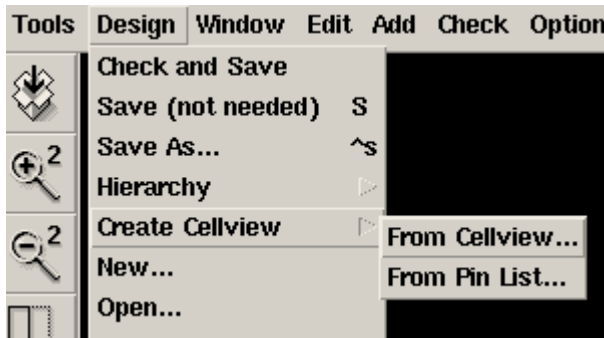 Tools Design Window Edit Add Check Option
Check and Save
Save (not needed) S
Save As... ^s
Hierarchy
Create Cellview
From Cellview...
New...
From Pin List...
Open...
2
2